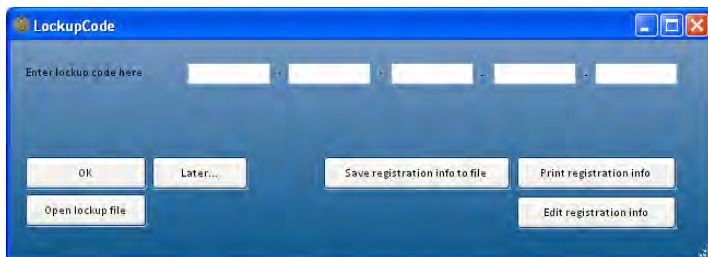 LockupCode
Enter lockup code here - - - -
OK Later... Save registration info to file Print registration info
Open lockup file Edit registration info